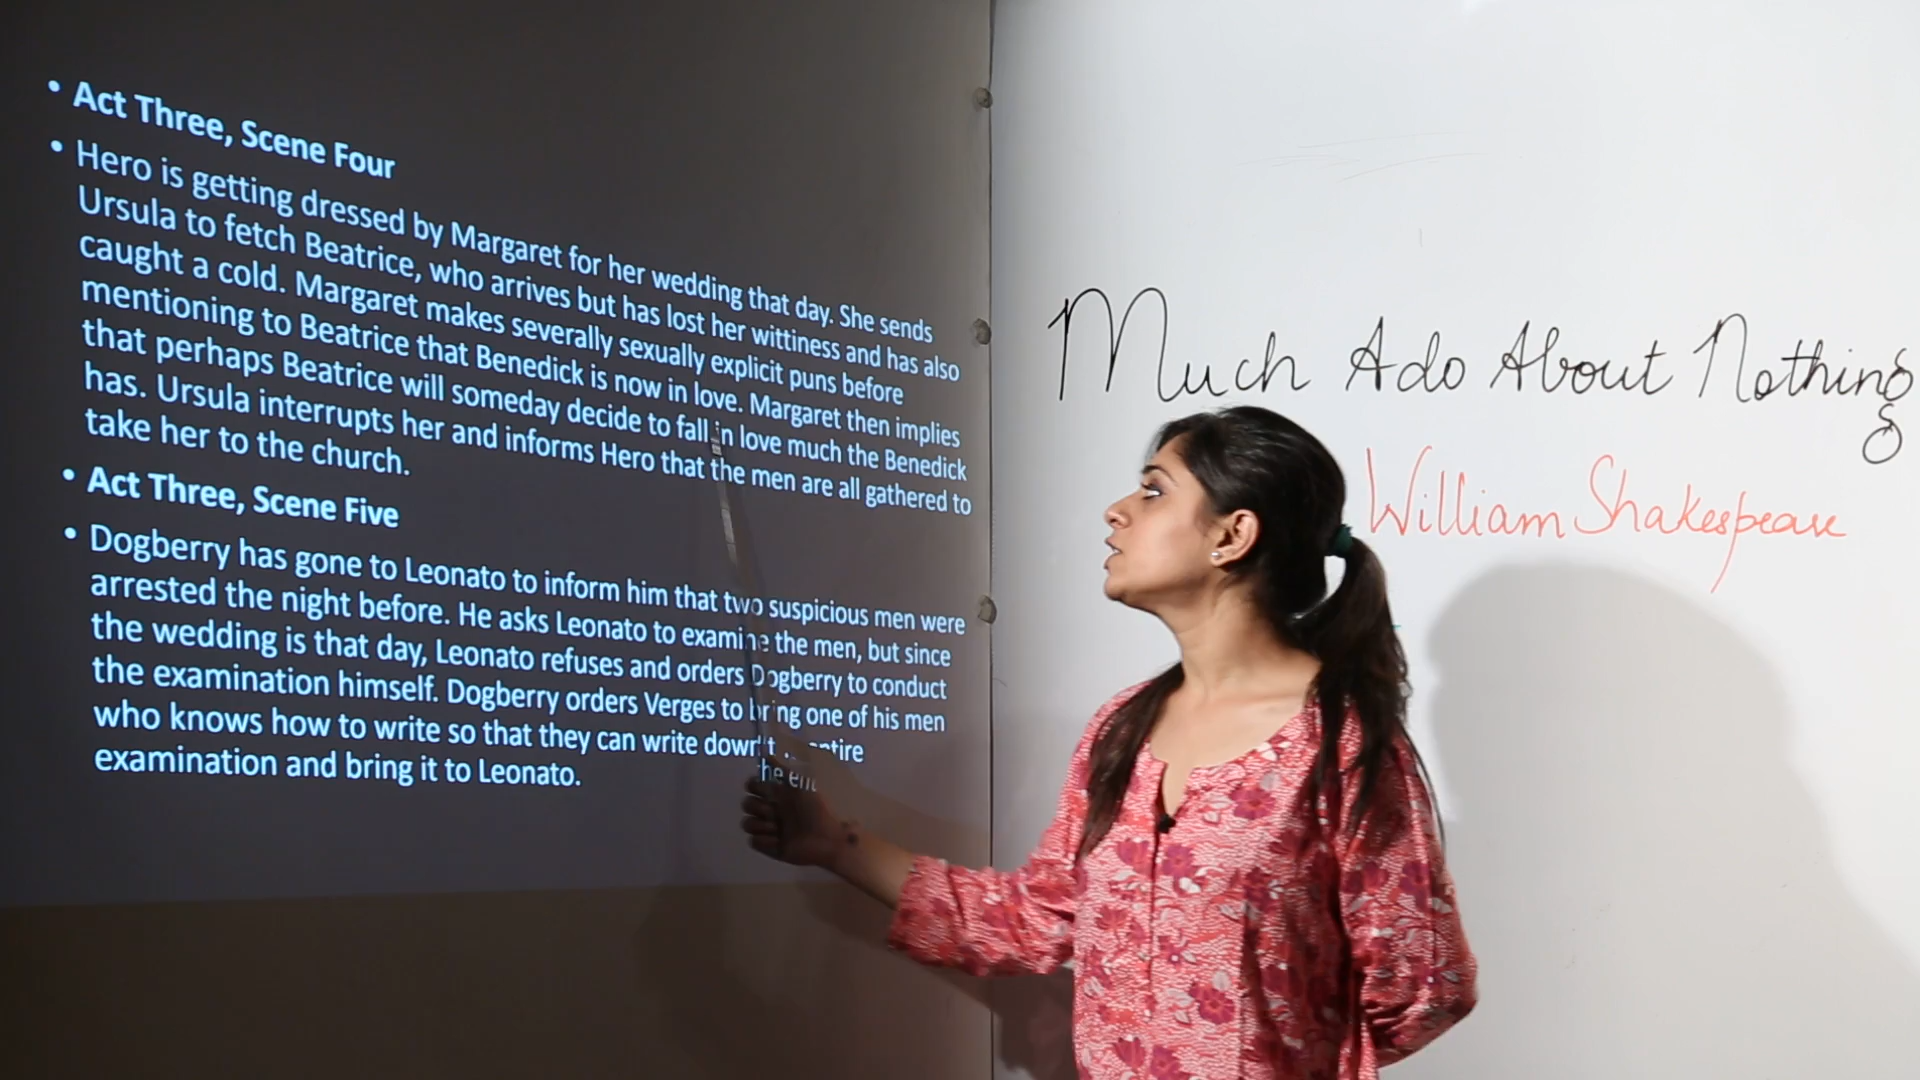 • Act Three, Scene Four
• Hero is getting dressed by Margaret for her wedding that day. She sends
Ursula to fetch Beatrice, who arrives but has lost her wittiness and has also
caught a cold. Margaret makes severally sexually explicit puns before
mentioning to Beatrice that Benedick is now in love. Margaret then implies
that perhaps Beatrice will someday decide to fall in love much the Benedick
has. Ursula interrupts her and informs Hero that the men are all gathered to
take her to the church.
• Act Three, Scene Five
• Dogberry has gone to Leonato to inform him that two suspicious men were
arrested the night before. He asks Leonato to examine the men, but since
the wedding is that day, Leonato refuses and orders Dogberry to conduct
the examination himself. Dogberry orders Verges to bring one of his men
who knows how to write so that they can write down the entire
examination and bring it to Leonato.
Much Ado About Nothing
William Shakespeare